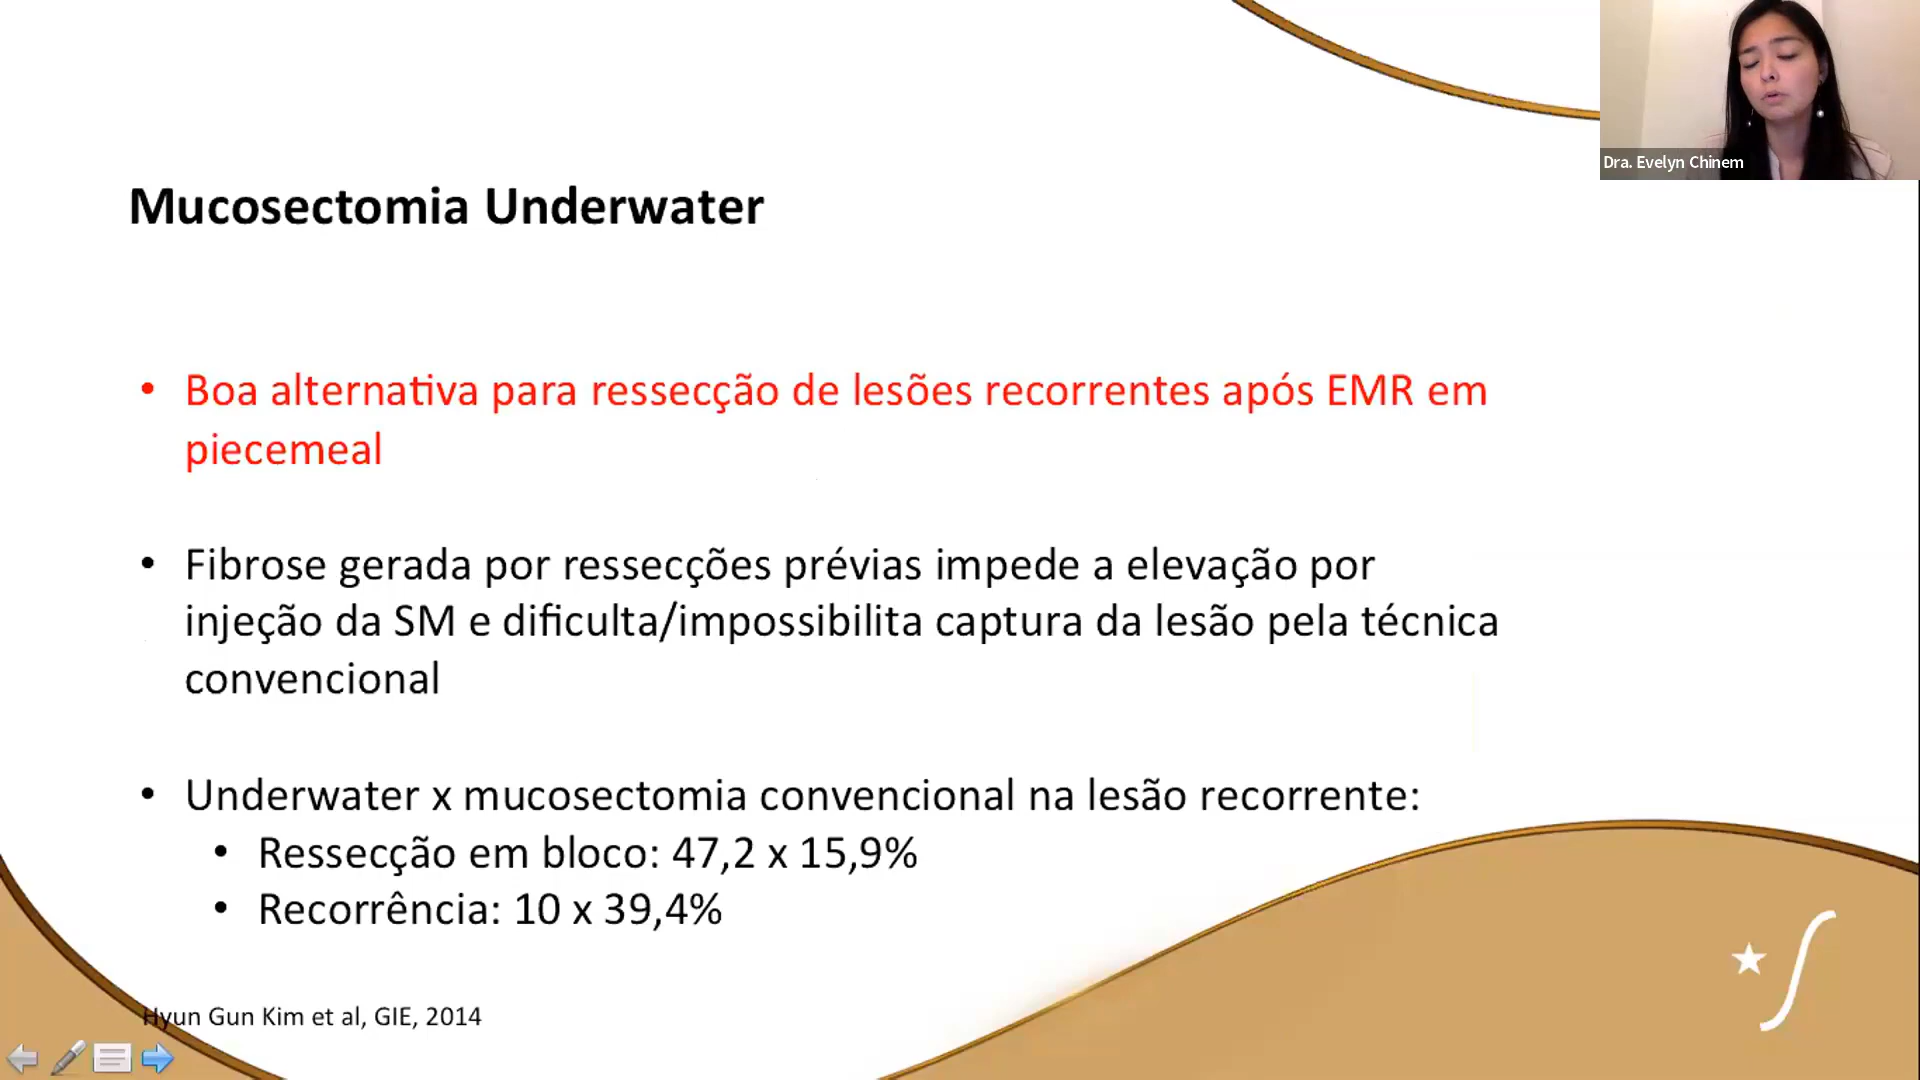 Dra. Evelyn Chinem
Mucosectomia Underwater
• Boa alternativa para ressecção de lesões recorrentes após EMR em
piecemeal
• Fibrose gerada por ressecções prévias impede a elevação por
injeção da SM e dificulta/impossibilita captura da lesão pela técnica
convencional
• Underwater x mucosectomia convencional na lesão recorrente:
• Ressecção em bloco: 47,2 x 15,9%
• Recorrência: 10 x 39,4%
Hyun Gun Kim et al, GIE, 2014